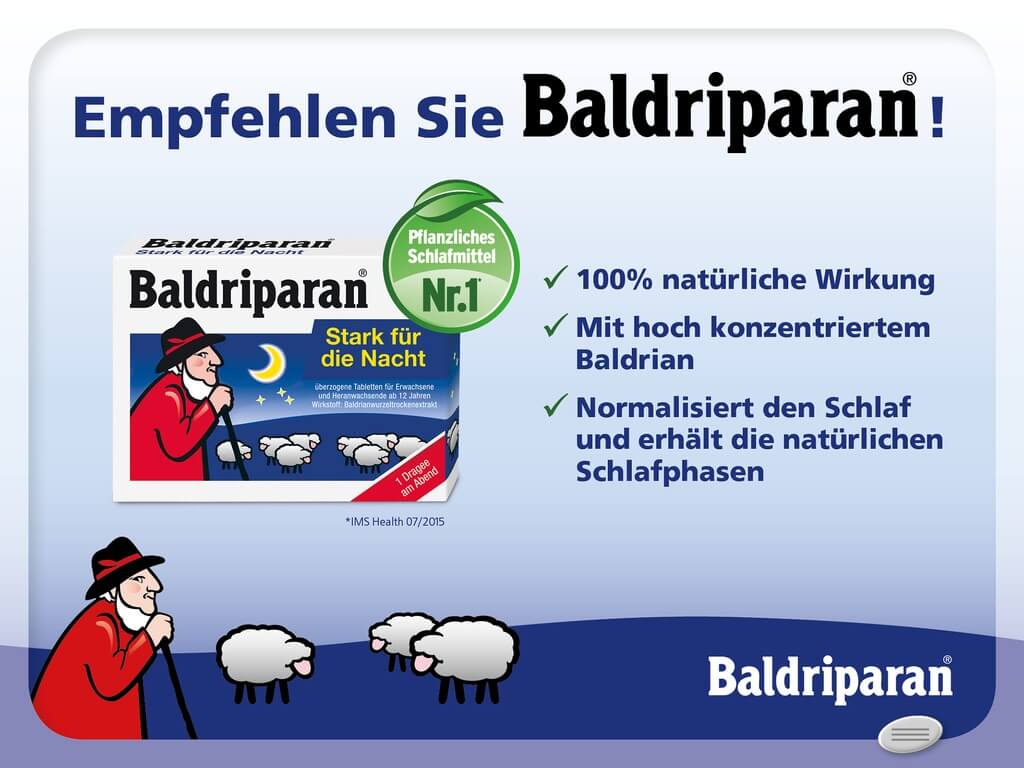 Empfehlen Sie Baldriparan® !
Baldriparan®
Stark für die Nacht
Baldriparan®
Pflanzliches
Schlafmittel
Nr.1*
Stark für
die Nacht
überzogene Tabletten für Erwachsene
und Heranwachsende ab 12 Jahren
Wirkstoff: Baldrianwurzeltrockenextrakt
1 Dragee
am Abend
*IMS Health 07/2015
✓ 100% natürliche Wirkung
✓ Mit hoch konzentriertem
Baldrian
✓ Normalisiert den Schlaf
und erhält die natürlichen
Schlafphasen
Baldriparan®